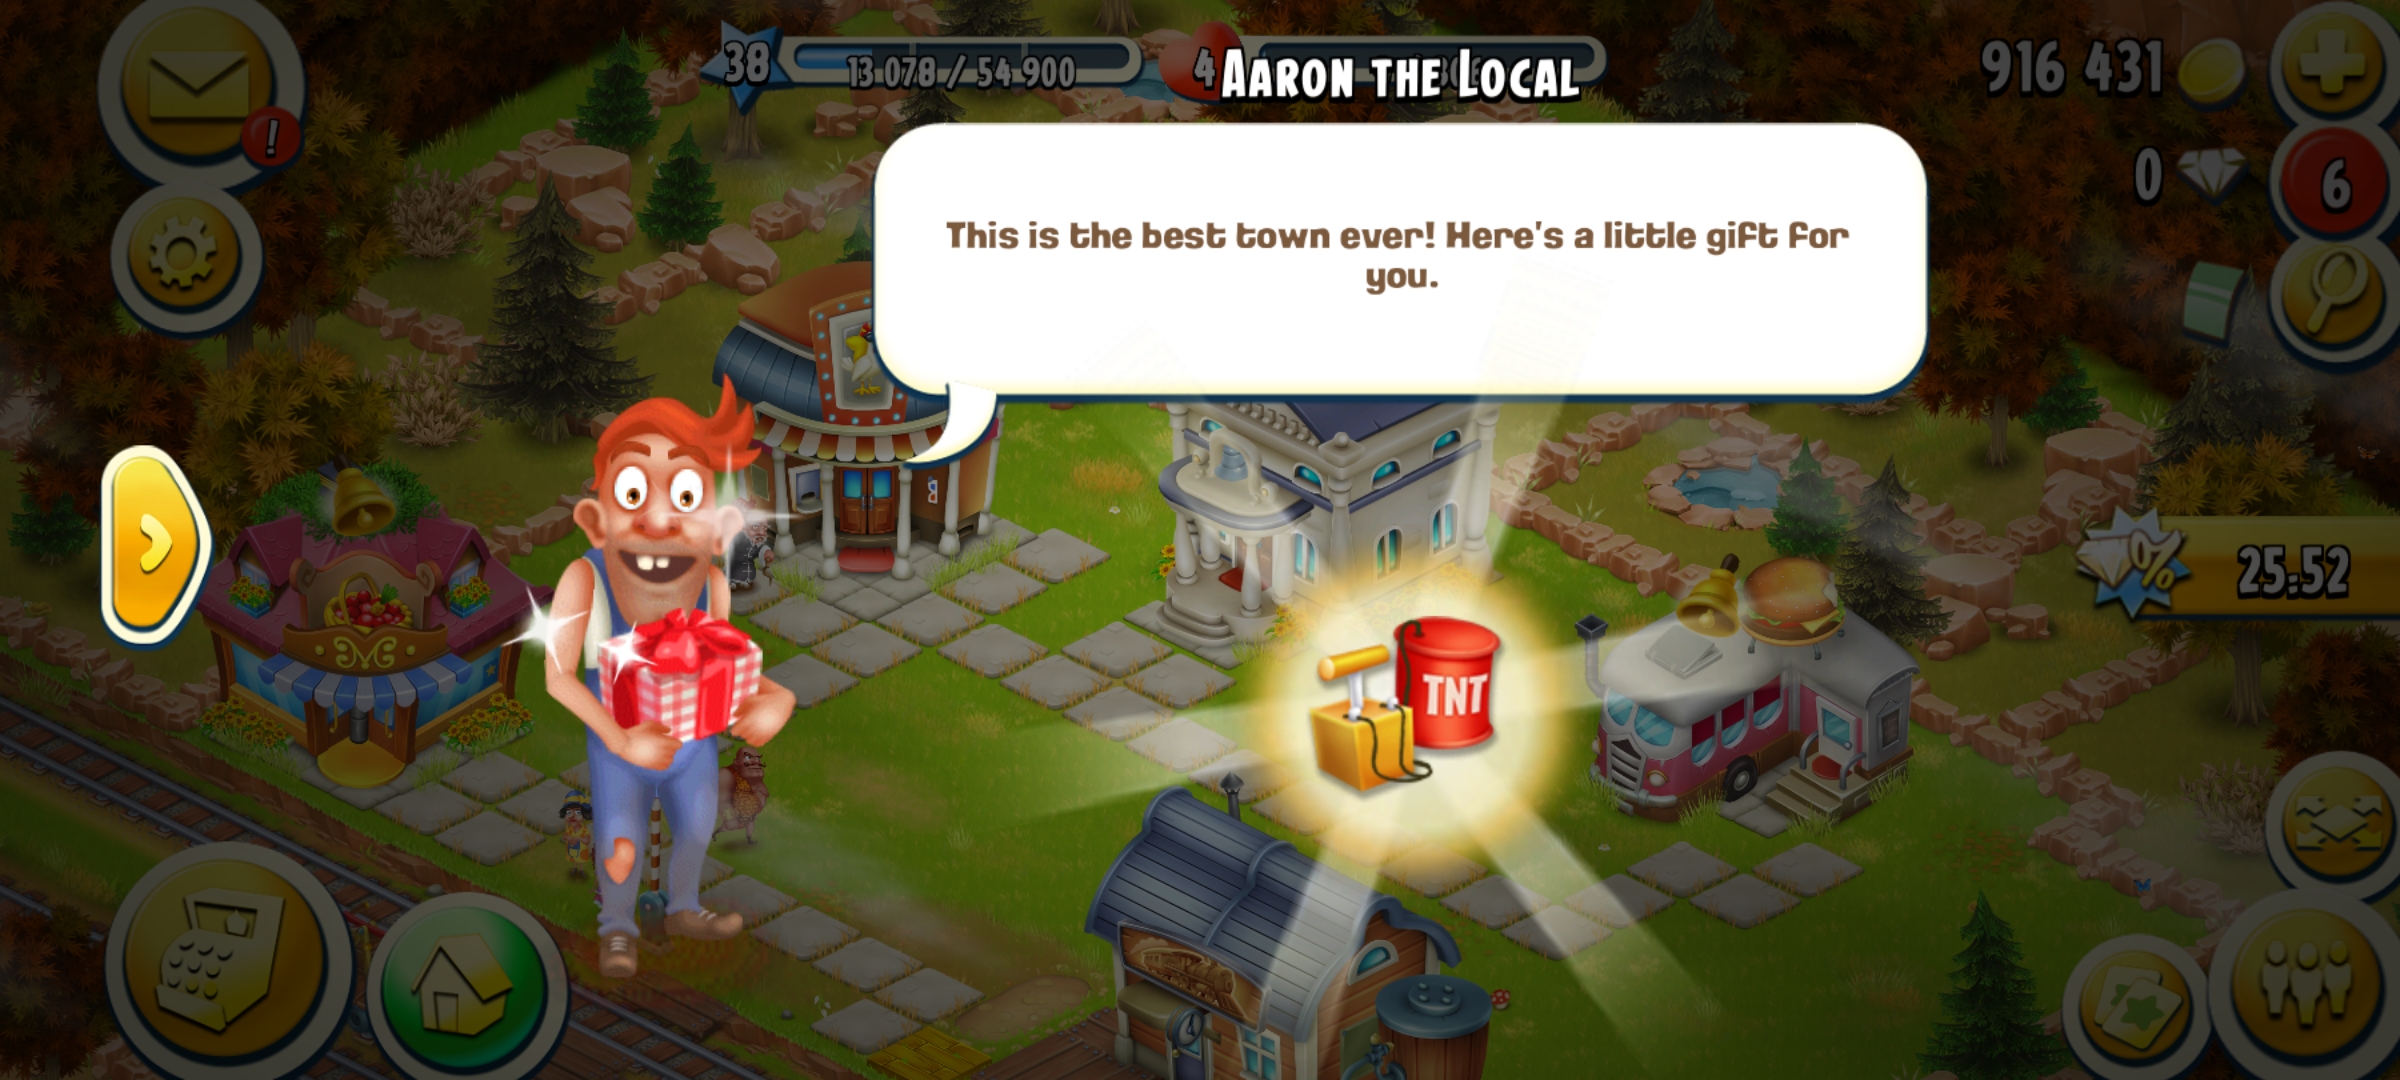 38
13 078 / 54 900
4
AARON THE LOCAL
916 431
0
6
This is the best town ever! Here's a little gift for
you.
0%
25:52
TNT